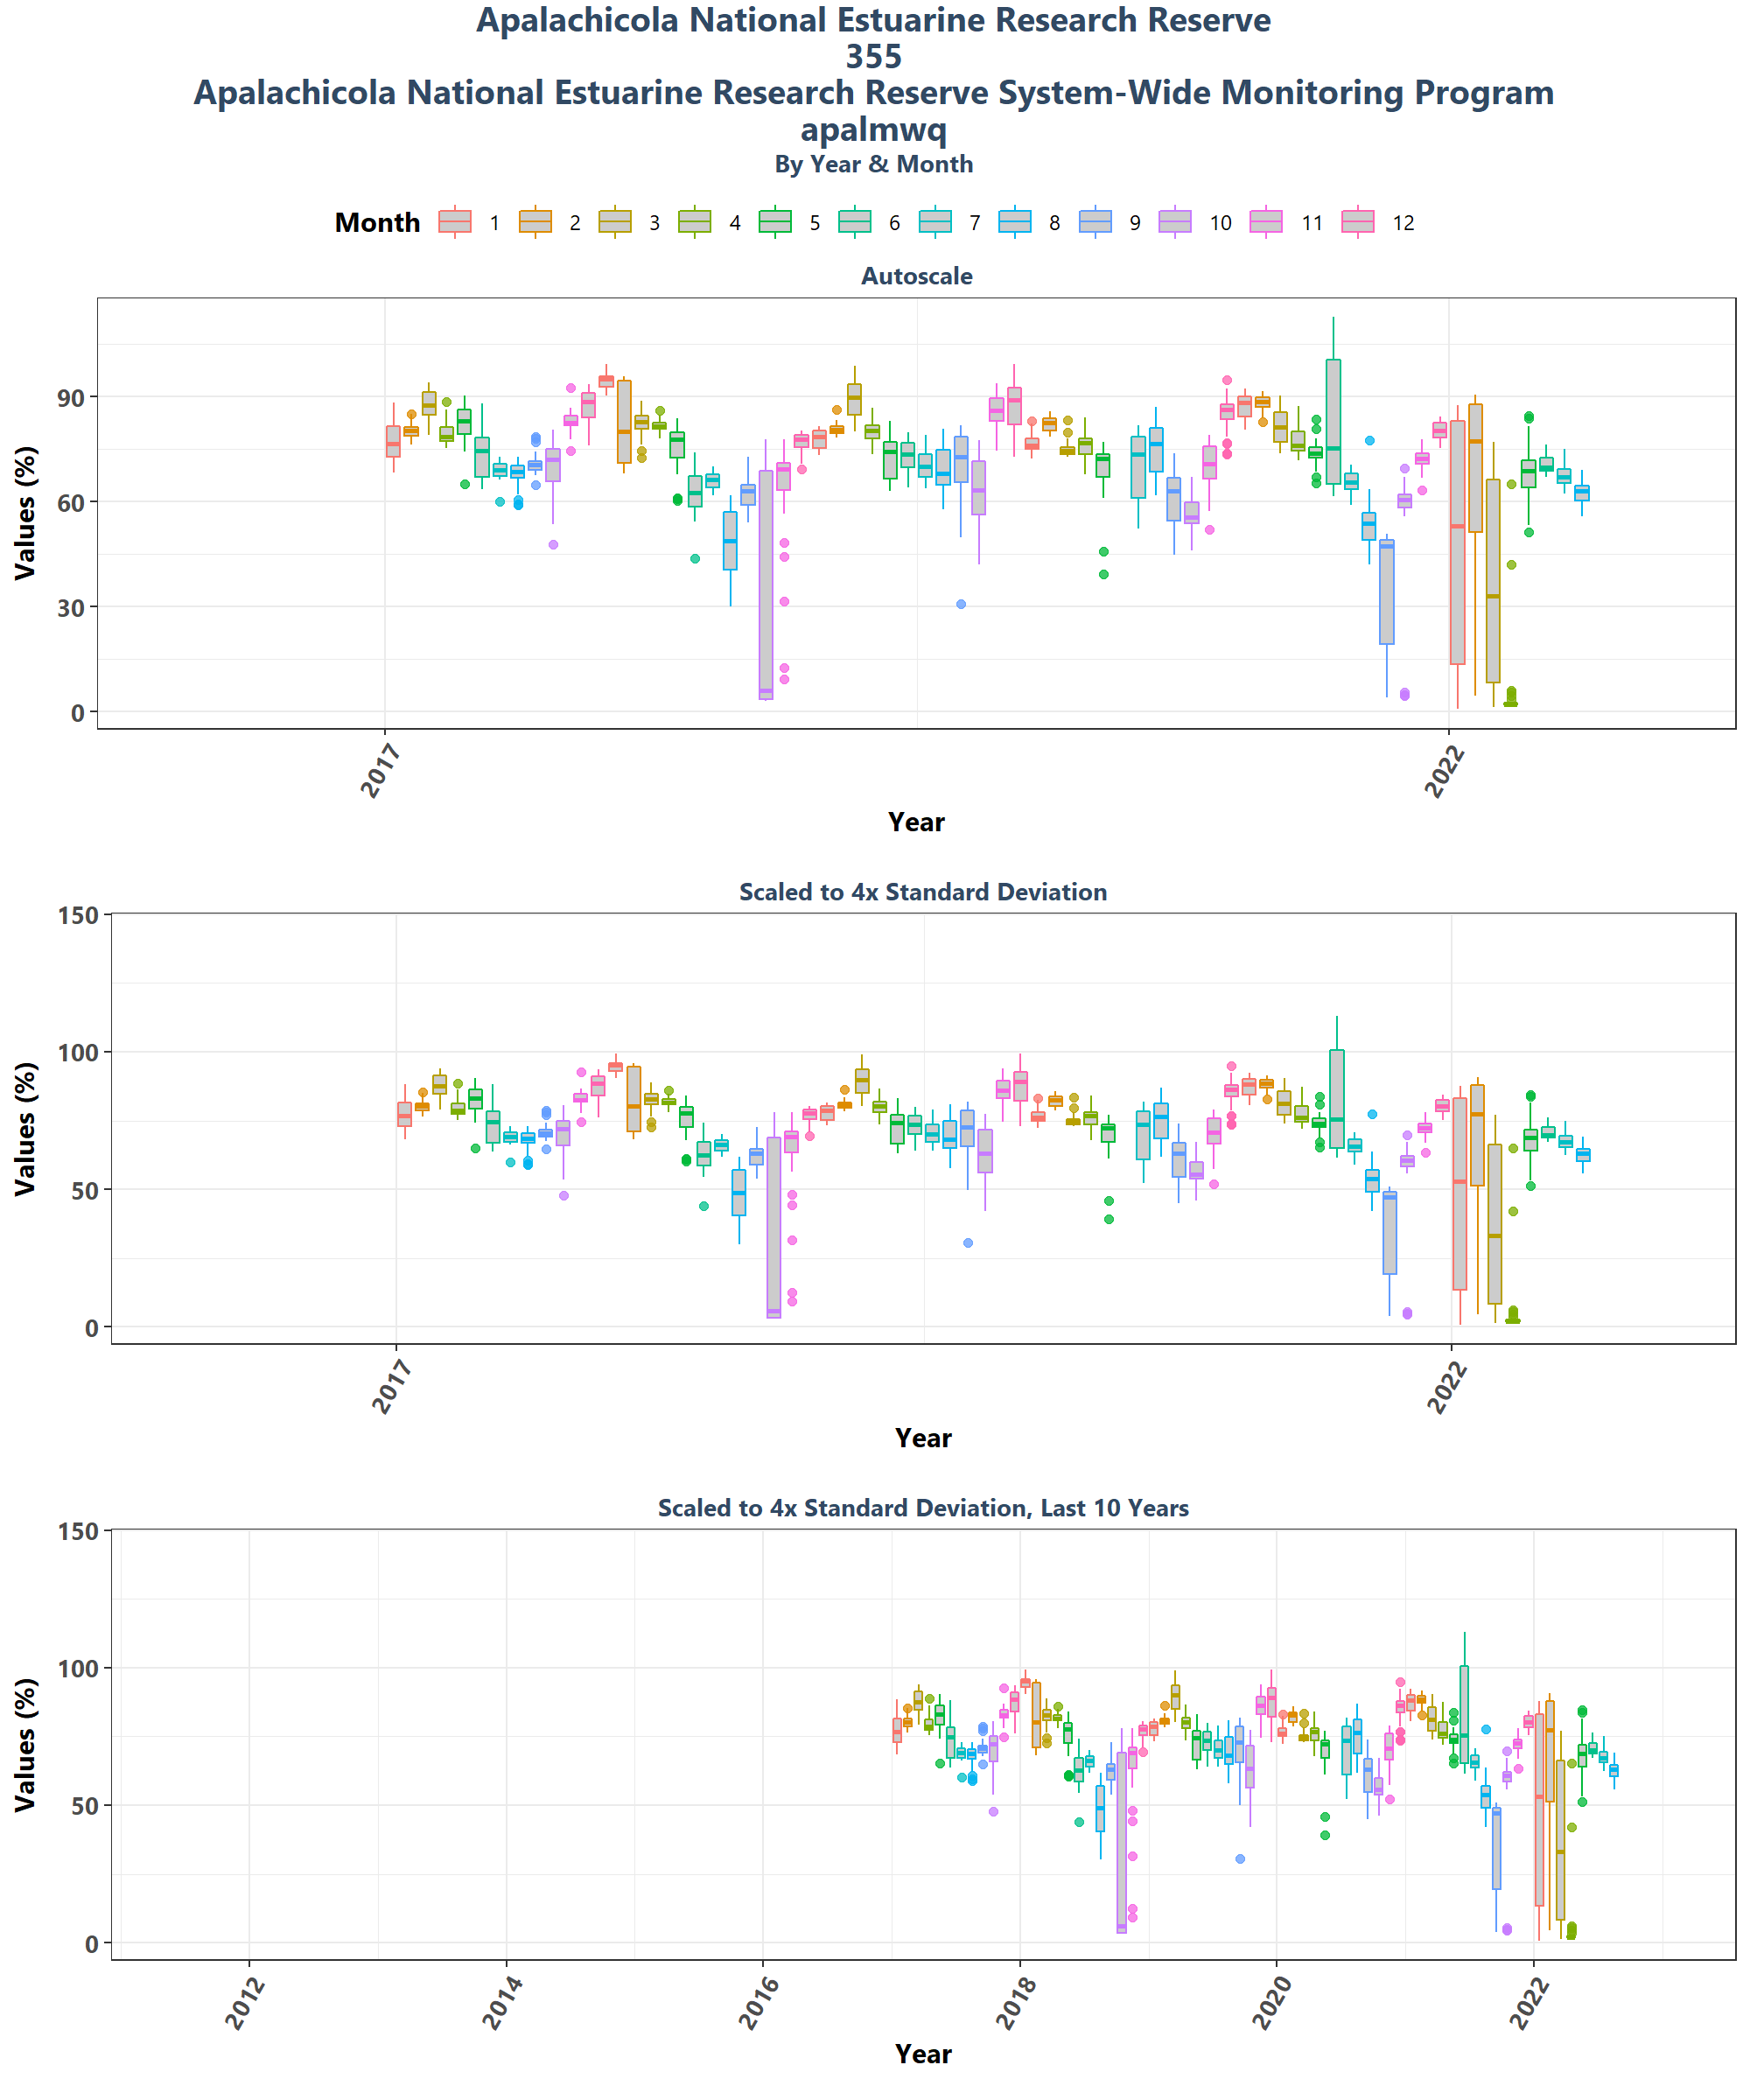 Apalachicola National Estuarine Research Reserve
355
Apalachicola National Estuarine Research Reserve System-Wide Monitoring Program
apalmwq
By Year & Month
Month 1 2 3 4 5 6 7 8 9 10 11 12
Autoscale
Values (%)
90
60
30
0
2017 2022
Year
Scaled to 4x Standard Deviation
Values (%)
150
100
50
0
2017 2022
Year
Scaled to 4x Standard Deviation, Last 10 Years
Values (%)
150
100
50
0
2012 2014 2016 2018 2020 2022
Year